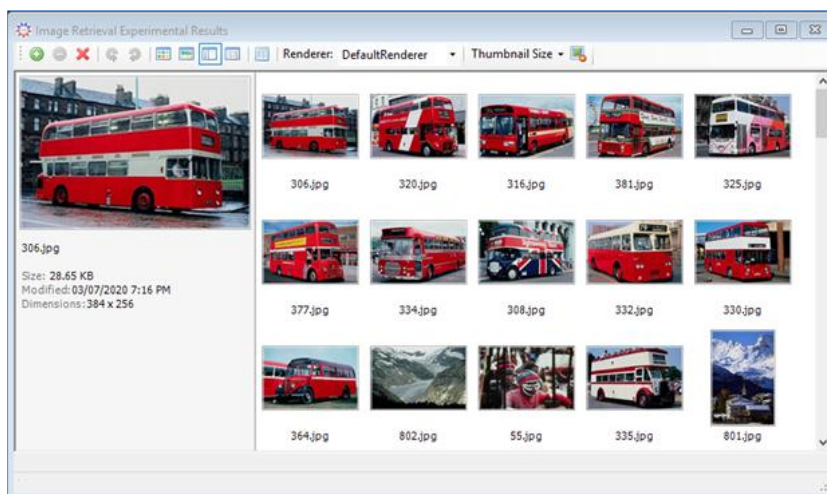 Image Retrieval Experimental Results
Renderer: DefaultRenderer Thumbnail Size
306.jpg
Size: 28.65 KB
Modified: 03/07/2020 7:16 PM
Dimensions: 384 x 256
306.jpg 320.jpg 316.jpg 381.jpg 325.jpg
377.jpg 334.jpg 308.jpg 332.jpg 330.jpg
364.jpg 802.jpg 55.jpg 335.jpg 801.jpg